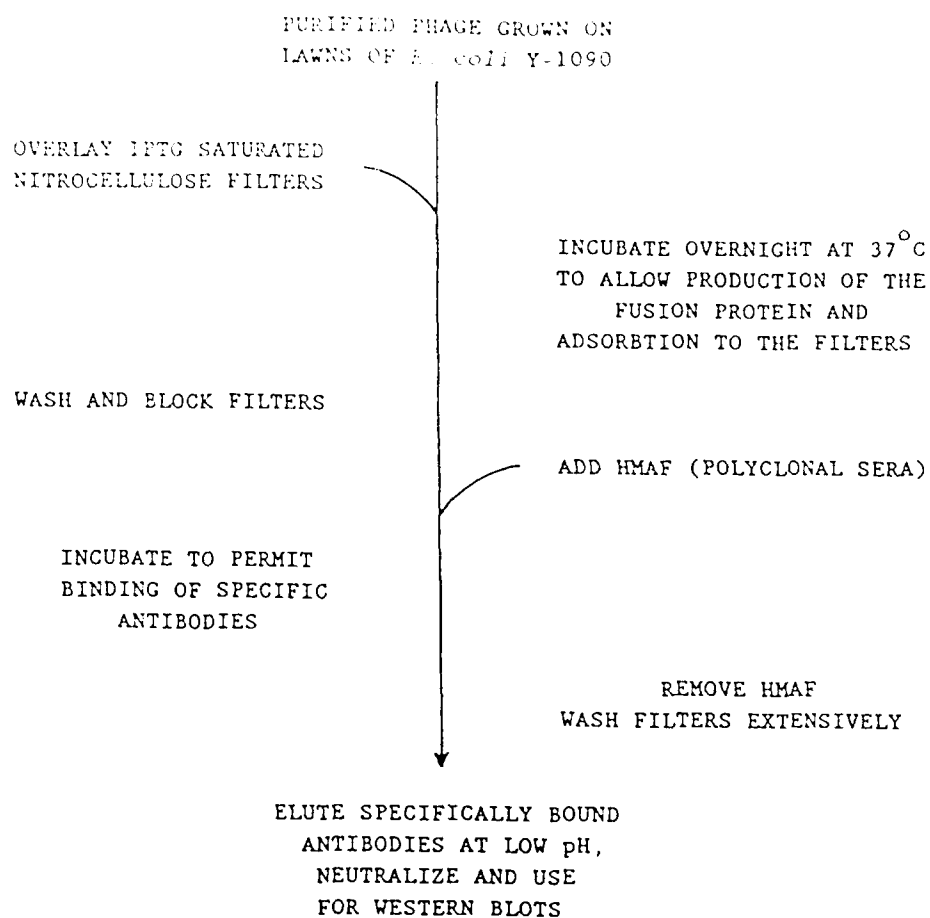 PURIFIED PHAGE GROWN ON
LAWNS OF E. coli Y-1090
OVERLAY IPTG SATURATED
NITROCELLULOSE FILTERS
INCUBATE OVERNIGHT AT 37°C
TO ALLOW PRODUCTION OF THE
FUSION PROTEIN AND
ADSORBTION TO THE FILTERS
WASH AND BLOCK FILTERS
ADD HMAF (POLYCLONAL SERA)
INCUBATE TO PERMIT
BINDING OF SPECIFIC
ANTIBODIES
REMOVE HMAF
WASH FILTERS EXTENSIVELY
ELUTE SPECIFICALLY BOUND
ANTIBODIES AT LOW pH,
NEUTRALIZE AND USE
FOR WESTERN BLOTS